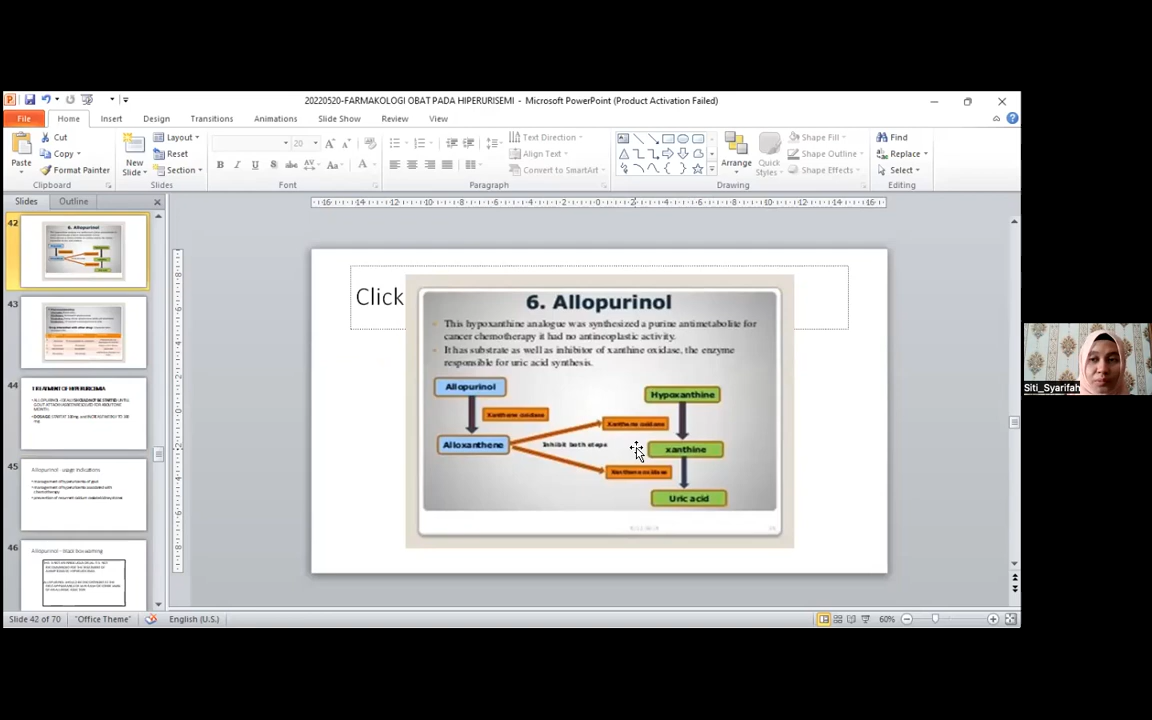 20220520-FARMAKOLOGI OBAT PADA HIPERURISEMI - Microsoft PowerPoint (Product Activation Failed)
File Home Insert Design Transitions Animations Slide Show Review View
Cut
Copy
Format Painter
Paste
Clipboard
New
Slide
Layout
Reset
Section
Slides
20
Font
Text Direction
Align Text
Convert to SmartArt
Paragraph
Arrange
Quick
Styles
Shape Fill
Shape Outline
Shape Effects
Drawing
Find
Replace
Select
Editing
Slides Outline
42
6. Allopurinol
43
44
TREATMENT OF HYPERURICEMIA
45
Allopurinol - usage indications
46
Allopurinol - Black box warning
Click
6. Allopurinol
This hypoxanthine analogue was synthesized a purine antimetabolite for
cancer chemotherapy it had no antineoplastic activity.
It has substrate as well as inhibitor of xanthine oxidase, the enzyme
responsible for uric acid synthesis.
Allopurinol
Xanthene oxidase
Alloxanthene
Inhibit both steps
Hypoxanthine
Xanthene oxidase
xanthine
Xanthene oxidase
Uric acid
Siti_Syarifah
Slide 42 of 70 "Office Theme" English (U.S.) 60%